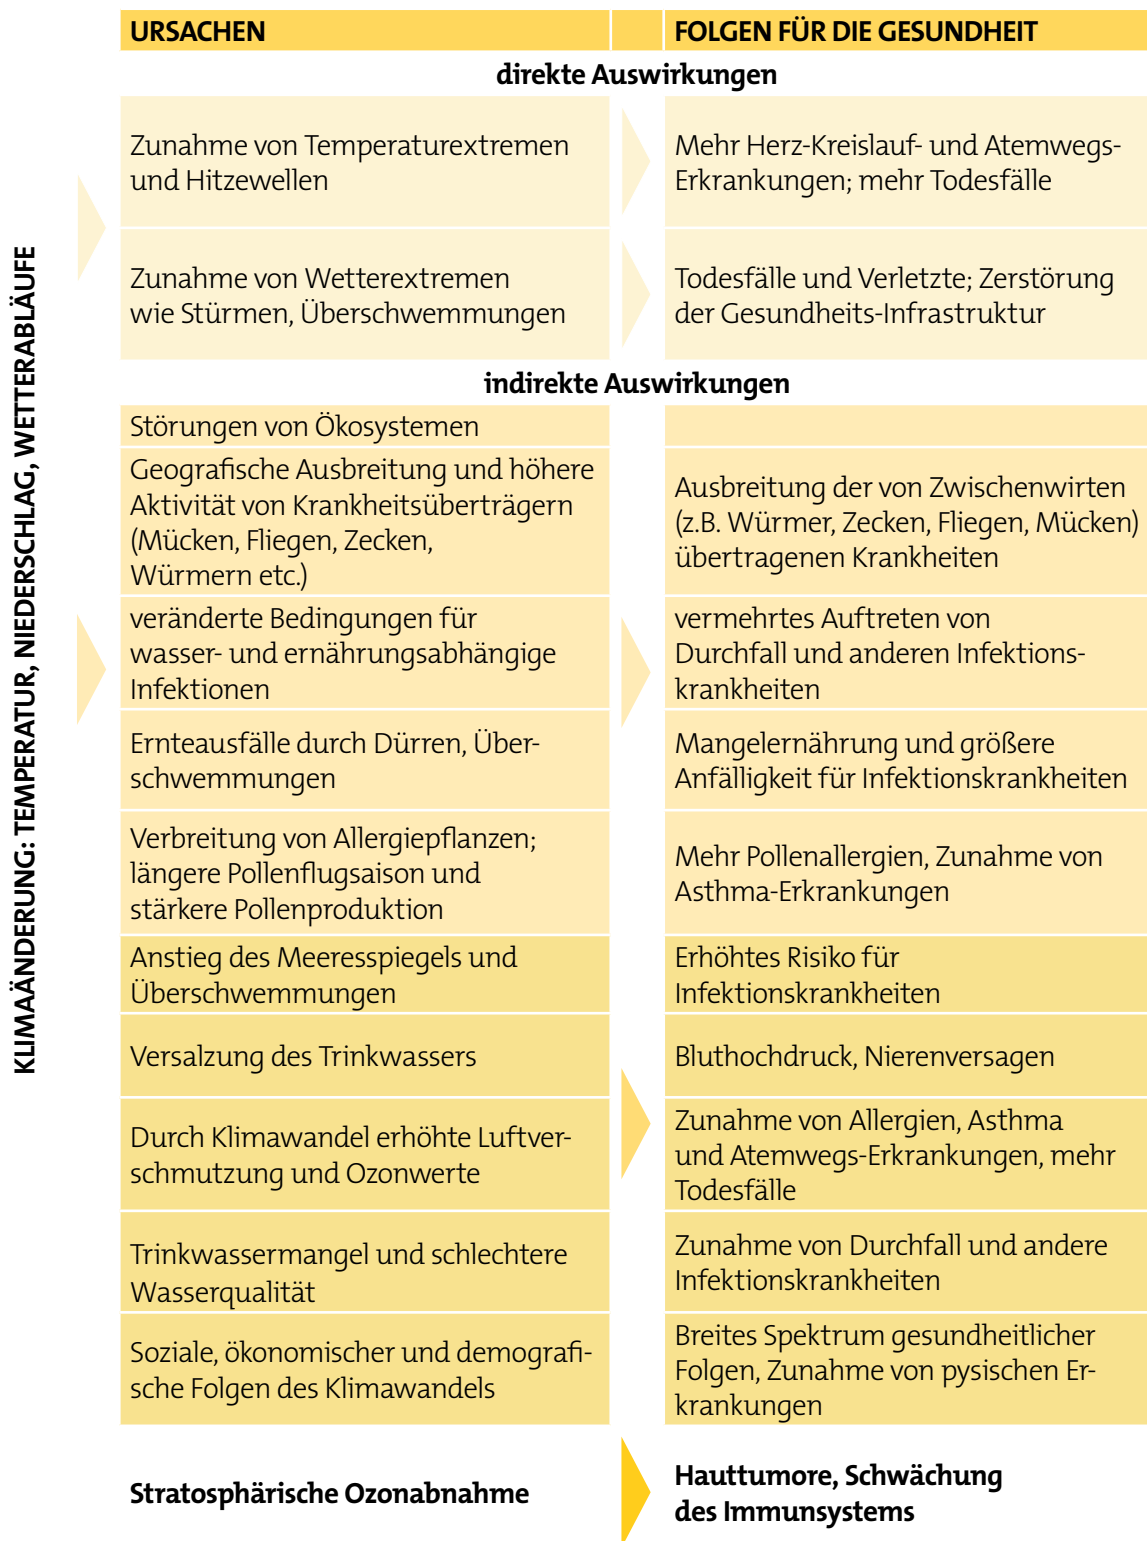 KLIMAÄNDERUNG: TEMPERATUR, NIEDERSCHLAG, WETTERABLÄUFE
URSACHEN
FOLGEN FÜR DIE GESUNDHEIT
direkte Auswirkungen
Zunahme von Temperaturextremen
und Hitzewellen
Mehr Herz-Kreislauf- und Atemwegs-
Erkrankungen; mehr Todesfälle
Zunahme von Wetterextremen
wie Stürmen, Überschwemmungen
Todesfälle und Verletzte; Zerstörung
der Gesundheits-Infrastruktur
indirekte Auswirkungen
Störungen von Ökosystemen
Geografische Ausbreitung und höhere
Aktivität von Krankheitsüberträgern
(Mücken, Fliegen, Zecken,
Würmern etc.)
Ausbreitung der von Zwischenwirten
(z.B. Würmer, Zecken, Fliegen, Mücken)
übertragenen Krankheiten
veränderte Bedingungen für
wasser- und ernährungsabhängige
Infektionen
vermehrtes Auftreten von
Durchfall und anderen Infektions-
krankheiten
Ernteausfälle durch Dürren, Über-
schwemmungen
Mangelernährung und größere
Anfälligkeit für Infektionskrankheiten
Verbreitung von Allergiepflanzen;
längere Pollenflugsaison und
stärkere Pollenproduktion
Mehr Pollenallergien, Zunahme von
Asthma-Erkrankungen
Anstieg des Meeresspiegels und
Überschwemmungen
Erhöhtes Risiko für
Infektionskrankheiten
Versalzung des Trinkwassers
Bluthochdruck, Nierenversagen
Durch Klimawandel erhöhte Luftver-
schmutzung und Ozonwerte
Zunahme von Allergien, Asthma
und Atemwegs-Erkrankungen, mehr
Todesfälle
Trinkwassermangel und schlechtere
Wasserqualität
Zunahme von Durchfall und andere
Infektionskrankheiten
Soziale, ökonomischer und demografi-
sche Folgen des Klimawandels
Breites Spektrum gesundheitlicher
Folgen, Zunahme von pysischen Er-
krankungen
Stratosphärische Ozonabnahme
Hauttumore, Schwächung
des Immunsystems